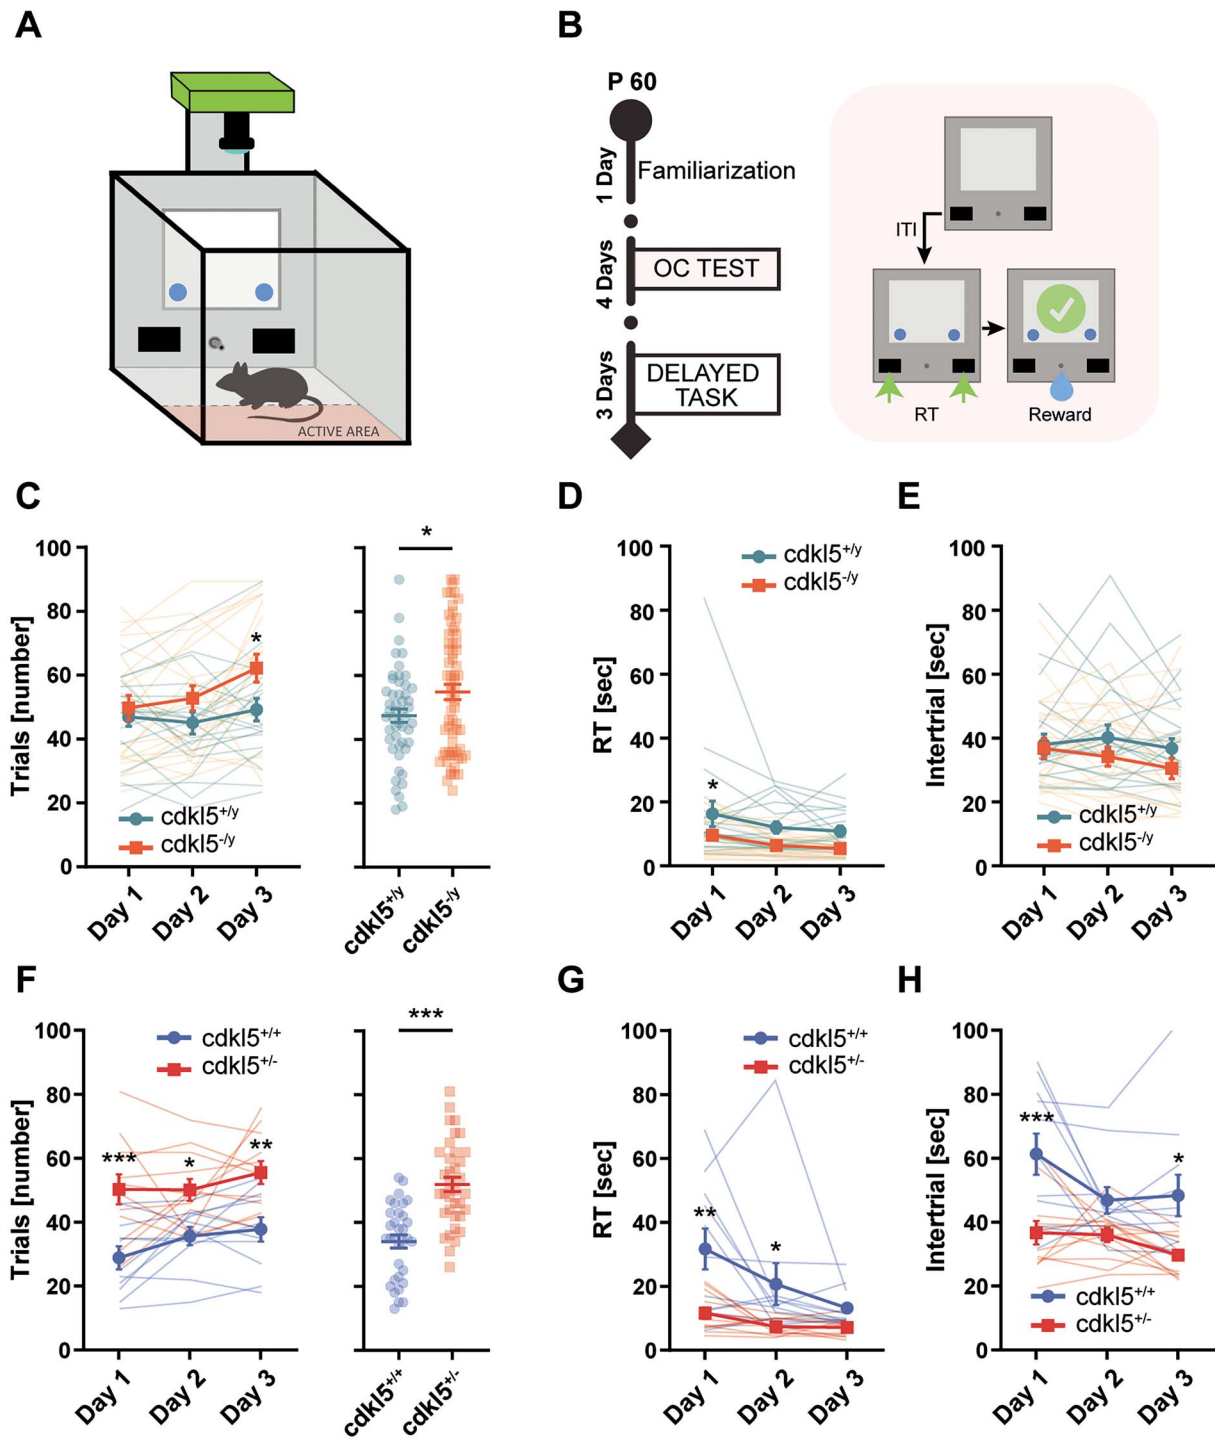 A
ACTIVE AREA
B
P 60
1 Day
Familiarization
4 Days
OC TEST
3 Days
DELAYED
TASK
ITI
RT
Reward
C
Trials [number]
100
80
60
40
20
0
*
cdkl5+/y
cdkl5-/y
Day 1
Day 2
Day 3
*
cdkl5+/y
cdkl5-/y
D
RT [sec]
100
80
60
40
20
0
cdkl5+/y
cdkl5-/y
*
Day 1
Day 2
Day 3
E
Intertrial [sec]
100
80
60
40
20
0
cdkl5+/y
cdkl5-/y
Day 1
Day 2
Day 3
F
Trials [number]
100
80
60
40
20
0
cdkl5+/+
cdkl5+/-
***
*
**
Day 1
Day 2
Day 3
***
cdkl5+/+
cdkl5+/-
G
RT [sec]
100
80
60
40
20
0
cdkl5+/+
cdkl5+/-
**
*
Day 1
Day 2
Day 3
H
Intertrial [sec]
100
80
60
40
20
0
***
*
cdkl5+/+
cdkl5+/-
Day 1
Day 2
Day 3